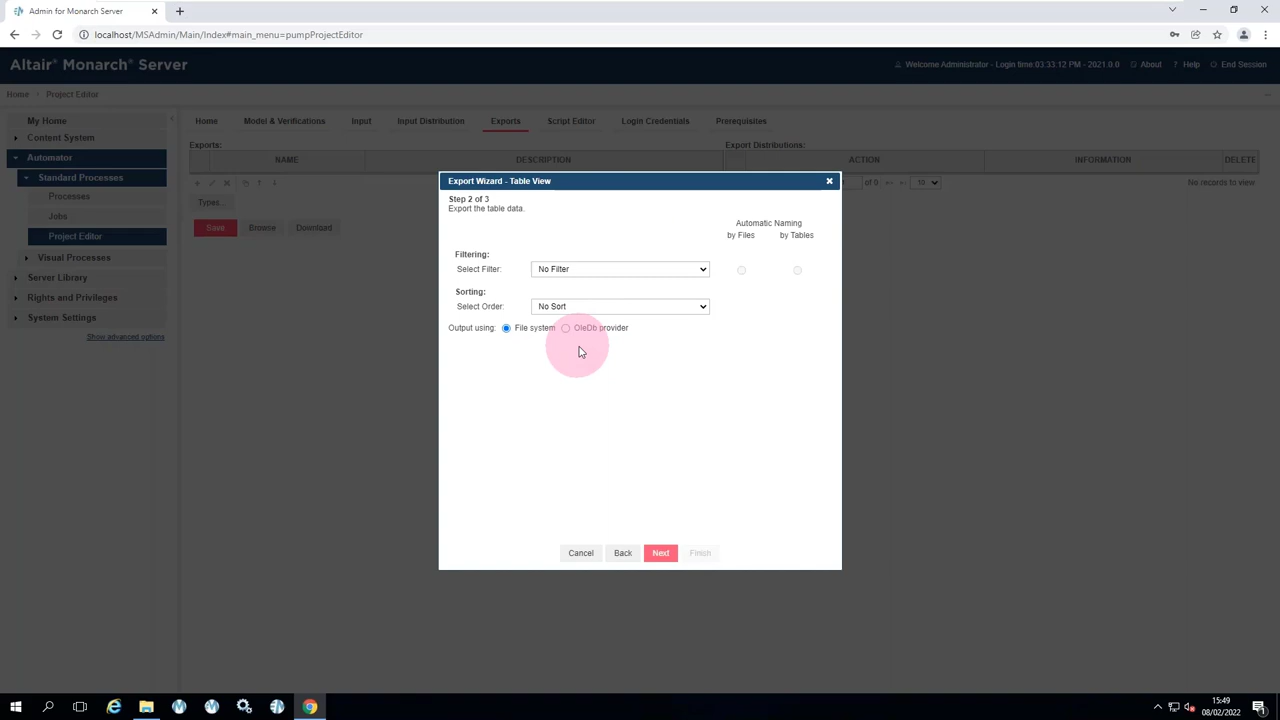 Admin for Monarch Server
localhost/MSAdmin/Main/Index#main_menu=pumpProjectEditor
Altair® Monarch® Server
Welcome Administrator - Login time:03:33.12 PM - 2021.0.0 About ? Help End Session
Home Project Editor
My Home
Content System
Automator
Standard Processes
Processes
Jobs
Project Editor
Visual Processes
Server Library
Rights and Privileges
System Settings
Show advanced options
Home Model & Verifications Input Input Distribution Exports Script Editor Login Credentials Prerequisites
Exports: Export Distributions:
NAME DESCRIPTION ACTION INFORMATION DELETE
of 0 10 No records to view
Types...
Save Browse Download
Export Wizard - Table View
Step 2 of 3
Export the table data.
Automatic Naming
by Files by Tables
Filtering:
Select Filter: No Filter
Sorting:
Select Order: No Sort
Output using: File system OleDb provider
Cancel Back Next Finish
15:49
08/02/2022